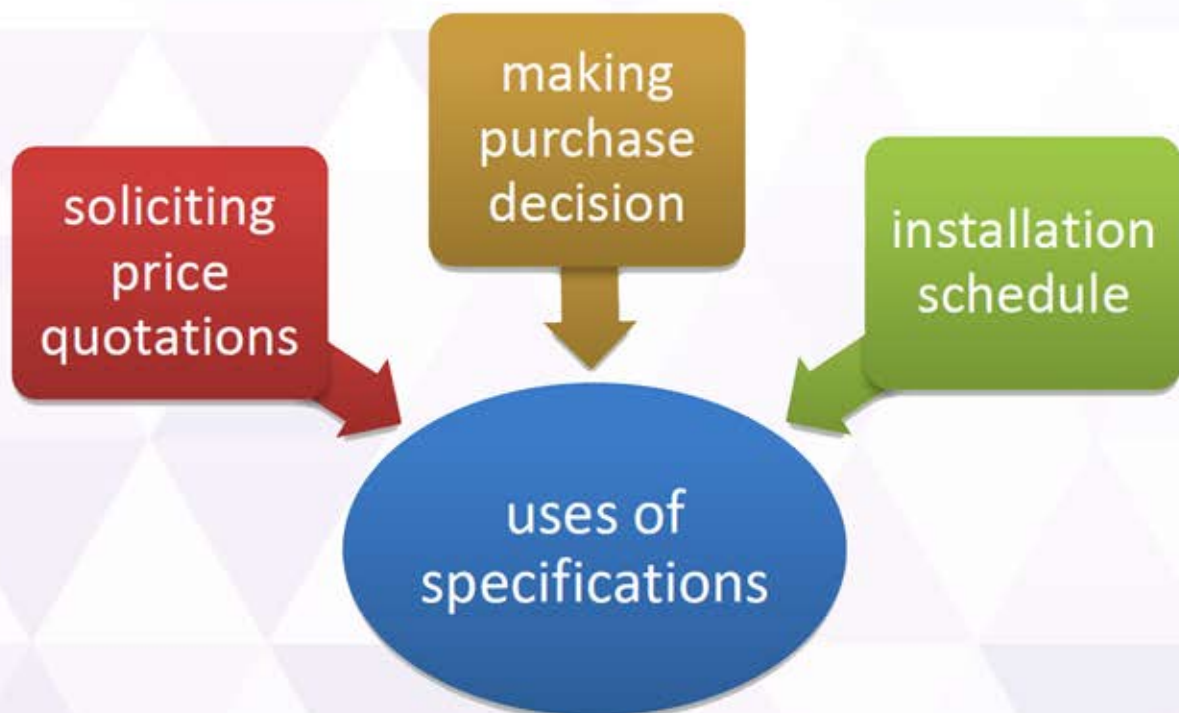 soliciting
price
quotations
making
purchase
decision
installation
schedule
uses of
specifications